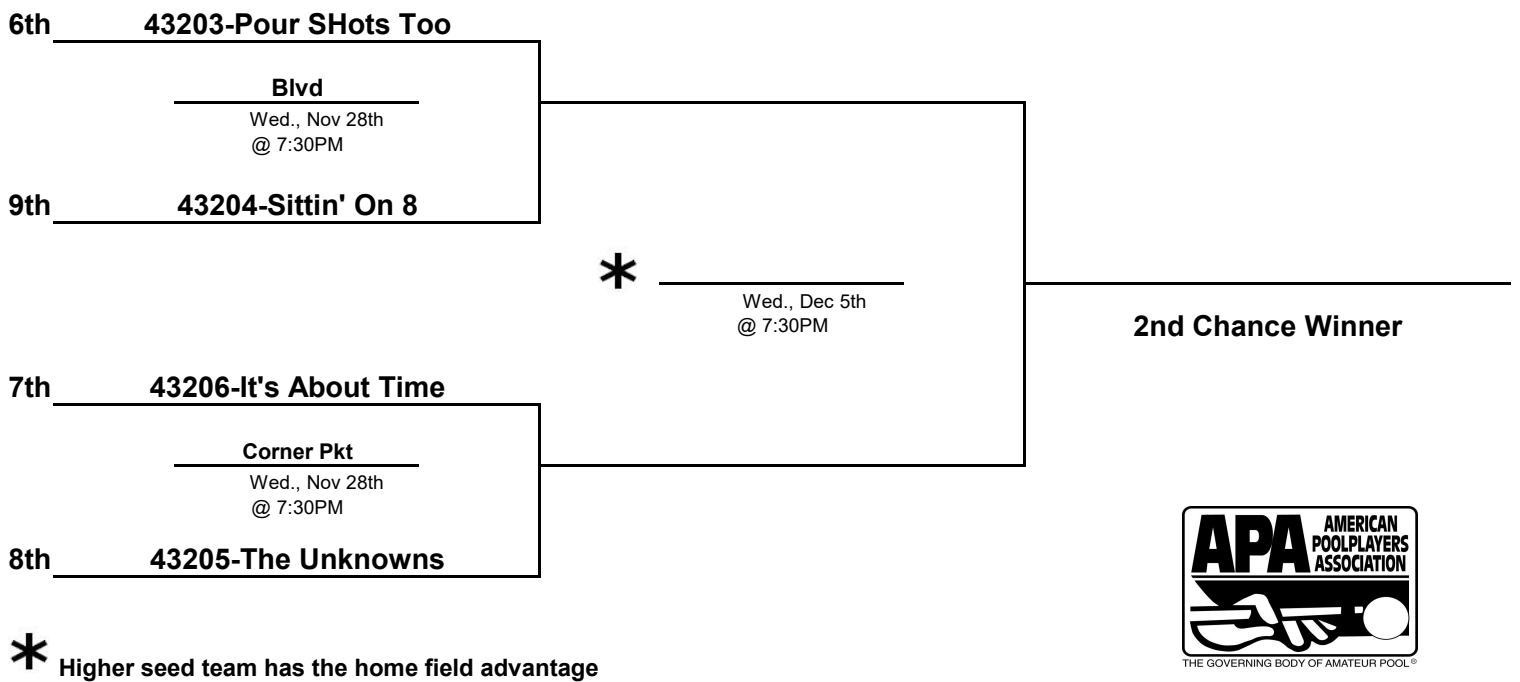 6th 43203-Pour SHots Too
Blvd
Wed., Nov 28th
@ 7:30PM
9th 43204-Sittin' On 8
* 
Wed., Dec 5th
@ 7:30PM
2nd Chance Winner
7th 43206-It's About Time
Corner Pkt
Wed., Nov 28th
@ 7:30PM
8th 43205-The Unknowns
APA AMERICAN
POOLPLAYERS
ASSOCIATION
THE GOVERNING BODY OF AMATEUR POOL®
* Higher seed team has the home field advantage